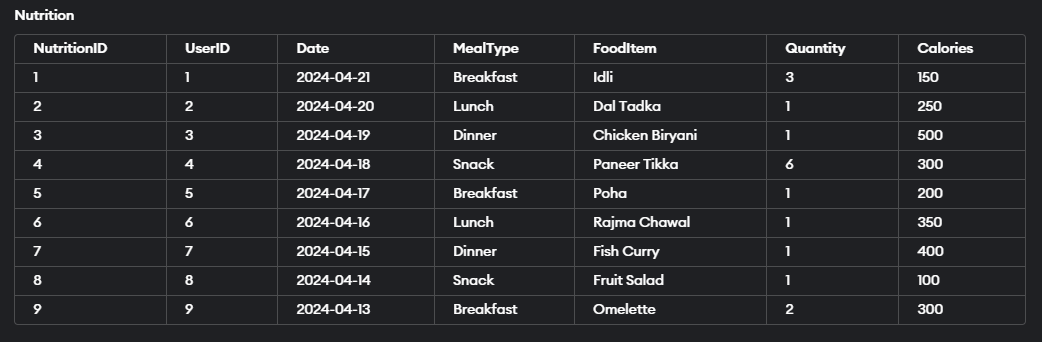 Nutrition
NutritionID UserID Date MealType FoodItem Quantity Calories
1 1 2024-04-21 Breakfast Idli 3 150
2 2 2024-04-20 Lunch Dal Tadka 1 250
3 3 2024-04-19 Dinner Chicken Biryani 1 500
4 4 2024-04-18 Snack Paneer Tikka 6 300
5 5 2024-04-17 Breakfast Poha 1 200
6 6 2024-04-16 Lunch Rajma Chawal 1 350
7 7 2024-04-15 Dinner Fish Curry 1 400
8 8 2024-04-14 Snack Fruit Salad 1 100
9 9 2024-04-13 Breakfast Omelette 2 300